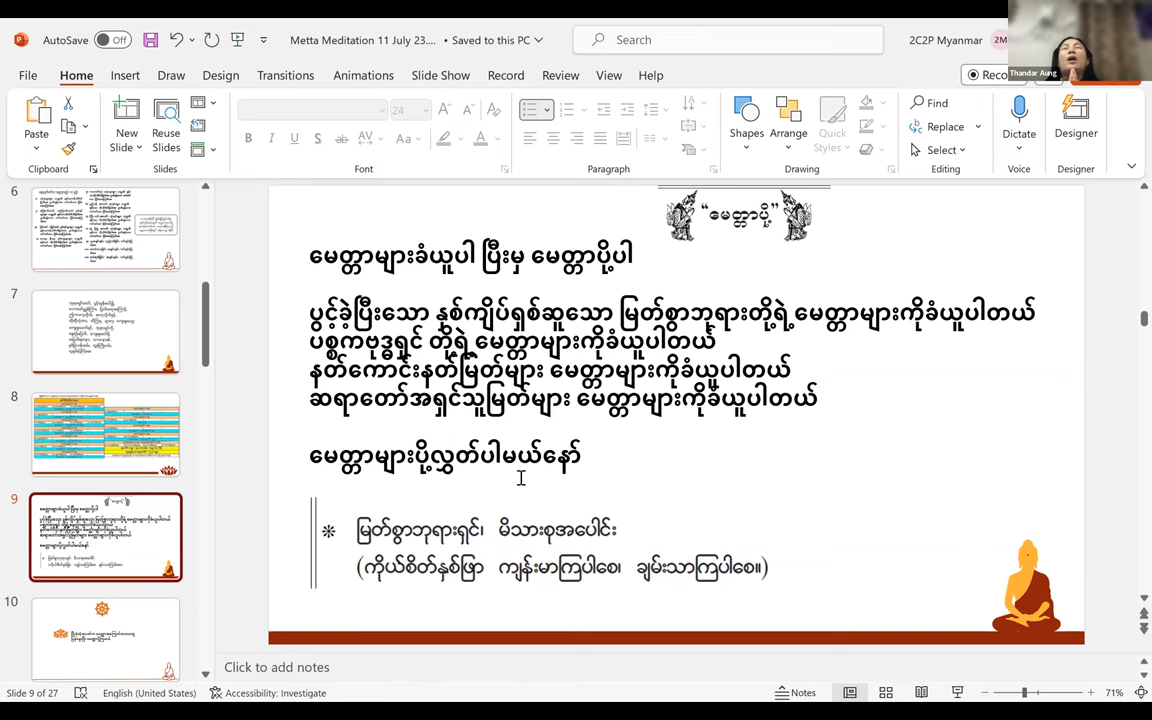 AutoSave Off Metta Meditation 11 July 23.... • Saved to this PC Search 2C2P Myanmar 2M
Thandar Aung
File Home Insert Draw Design Transitions Animations Slide Show Record Review View Help
Paste New Slide Reuse Slides 24 Shapes Arrange Quick Styles Find Replace Select Dictate Designer
Clipboard Slides Font Paragraph Drawing Editing Voice Designer
6
7
8
9
10
“မေတ္တာပို့”
မေတ္တာများခံယူပါ ပြီးမှ မေတ္တာပို့ပါ
ပွင့်ခဲ့ပြီးသော နှစ်ကျိပ်ရှစ်ဆူသော မြတ်စွာဘုရားတို့ရဲ့ မေတ္တာများကိုခံယူပါတယ်
ပစ္စကဗုဒ္ဓရှင် တို့ရဲ့ မေတ္တာများကိုခံယူပါတယ်
နတ်ကောင်းနတ်မြတ်များ မေတ္တာများကိုခံယူပါတယ်
ဆရာတော်အရှင်သူမြတ်များ မေတ္တာများကိုခံယူပါတယ်
မေတ္တာများပို့လွှတ်ပါမယ်နော်
မြတ်စွာဘုရားရှင်၊ မိသားစုအပေါင်း
(ကိုယ်စိတ်နှစ်ဖြာ ကျန်းမာကြပါစေ၊ ချမ်းသာကြပါစေ။)
Click to add notes
Slide 9 of 27 English (United States) Accessibility: Investigate Notes 71%